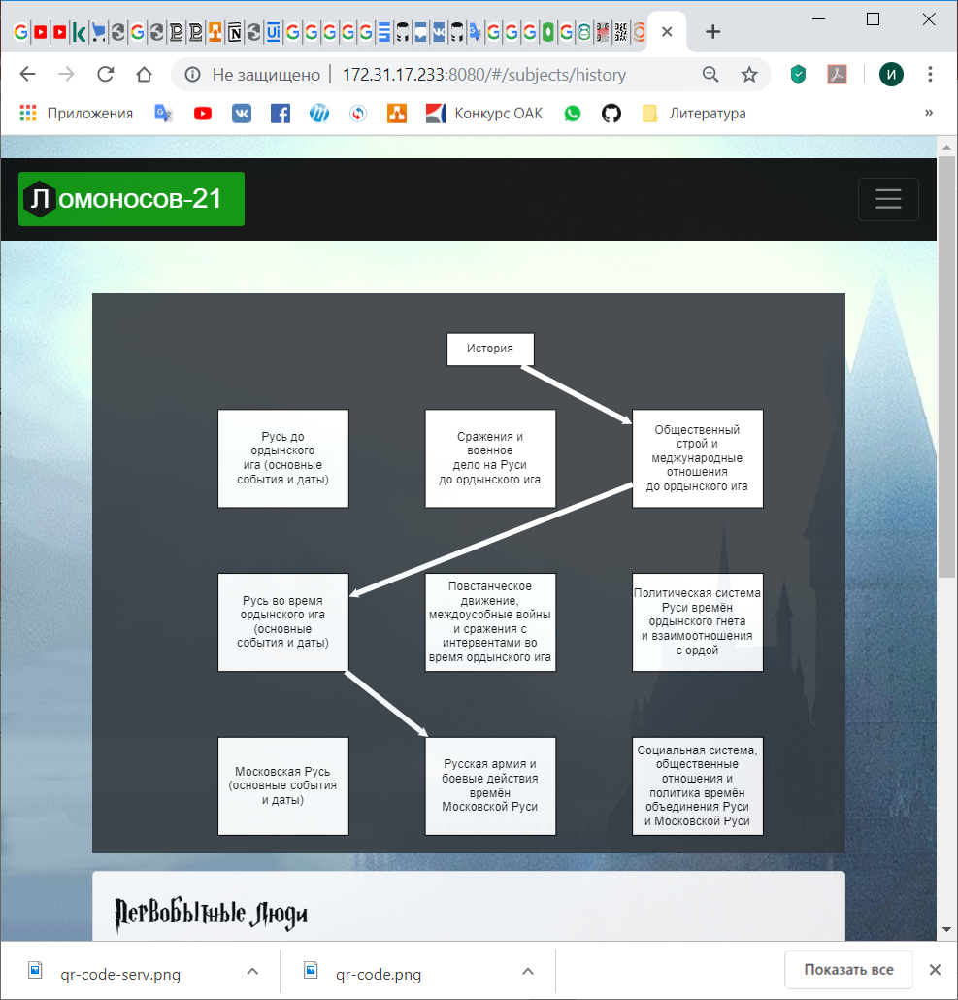 Не защищено
172.31.17.233:8080/#/subjects/history
И
Приложения
Конкурс ОАК
Литература
»
Ломоносов-21
История
Русь до
ордынского
ига (основные
события и даты)
Сражения и
военное
дело на Руси
до ордынского ига
Общественный
строй и
меджународные
отношения
до ордынского ига
Русь во время
ордынского ига
(основные
события и даты)
Повстанческое
движение,
междоусобные войны
и сражения с
интервентами во
время ордынского ига
Политическая система
Руси времён
ордынского гнёта
и взаимоотношения
с ордой
Московская Русь
(основные события
и даты)
Русская армия и
боевые действия
времён
Московской Руси
Социальная система,
общественные
отношения и
политика времён
объединения Руси
и Московской Руси
Первобытные люди
qr-code-serv.png
qr-code.png
Показать все